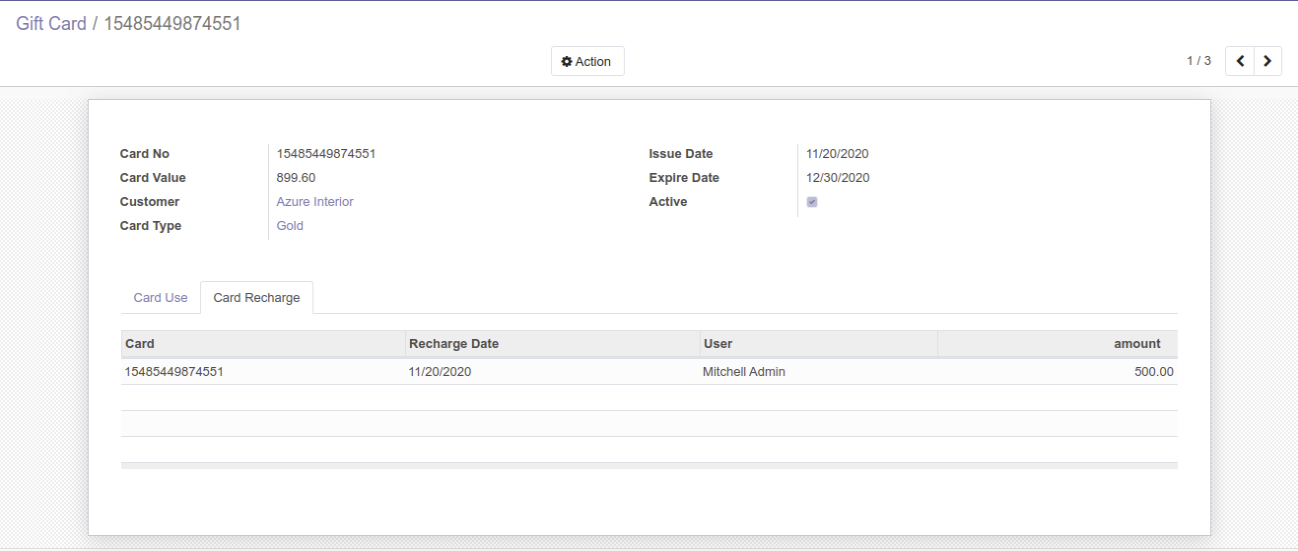 Gift Card / 15485449874551
Action
1 / 3
Card No 15485449874551 Issue Date 11/20/2020
Card Value 899.60 Expire Date 12/30/2020
Customer Azure Interior Active
Card Type Gold
Card Use Card Recharge
Card Recharge Date User amount
15485449874551 11/20/2020 Mitchell Admin 500.00